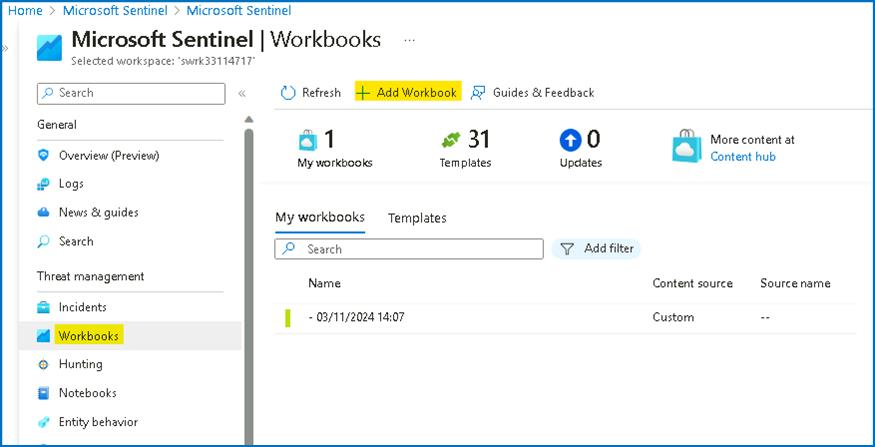 Home > Microsoft Sentinel > Microsoft Sentinel
Microsoft Sentinel | Workbooks ...
Selected workspace: 'swrk33114717'
Search
General
Overview (Preview)
Logs
News & guides
Search
Threat management
Incidents
Workbooks
Hunting
Notebooks
Entity behavior
Refresh + Add Workbook Guides & Feedback
1 My workbooks
31 Templates
0 Updates
More content at
Content hub
My workbooks Templates
Search Add filter
Name Content source Source name
- 03/11/2024 14:07 Custom --